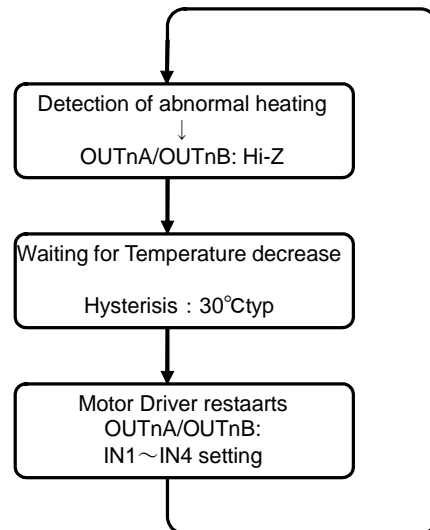 Detection of abnormal heating
↓
OUTnA/OUTnB: Hi-Z
Waiting for Temperature decrease
Hysterisis：30℃typ
Motor Driver restaarts
OUTnA/OUTnB:
IN1～IN4 setting